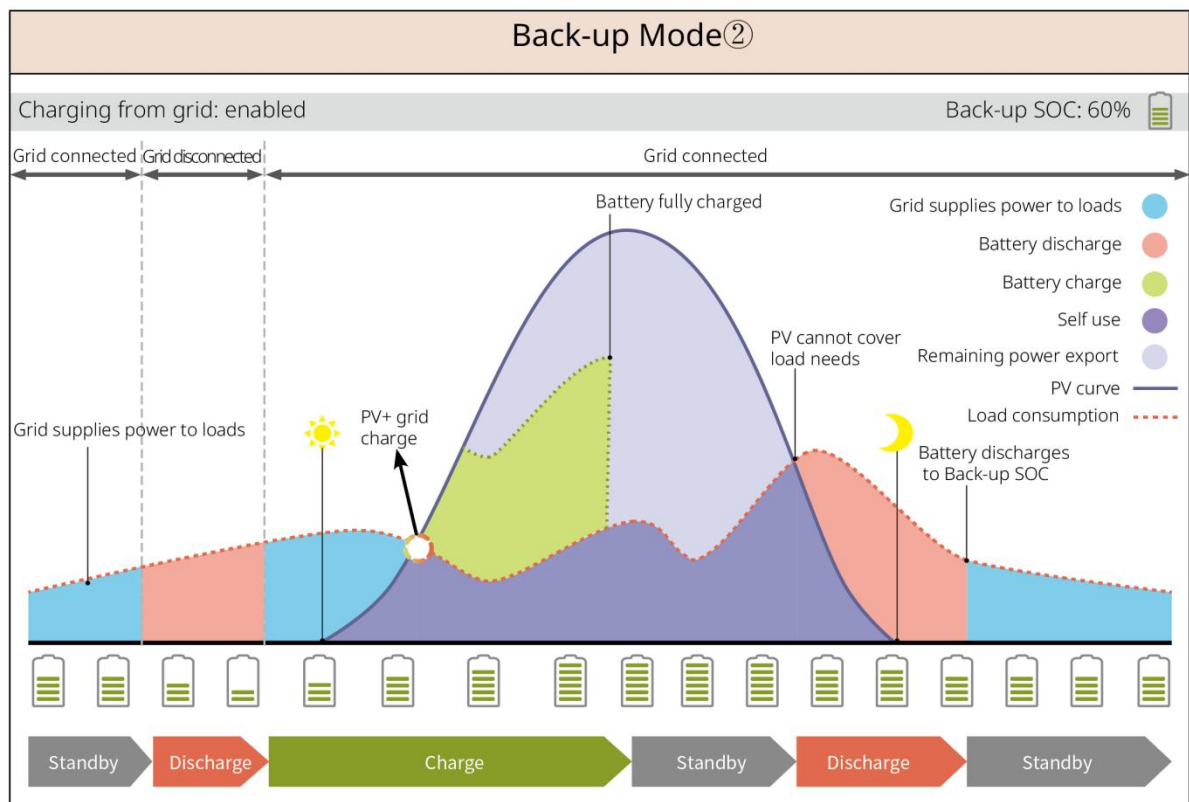 Back-up Mode②
Charging from grid: enabled
Back-up SOC: 60%
Grid connected
Grid disconnected
Grid connected
Battery fully charged
Grid supplies power to loads
Battery discharge
Battery charge
Self use
Remaining power export
PV curve
Load consumption
PV cannot cover
load needs
PV+ grid
charge
Grid supplies power to loads
Battery discharges
to Back-up SOC
Standby
Discharge
Charge
Standby
Discharge
Standby